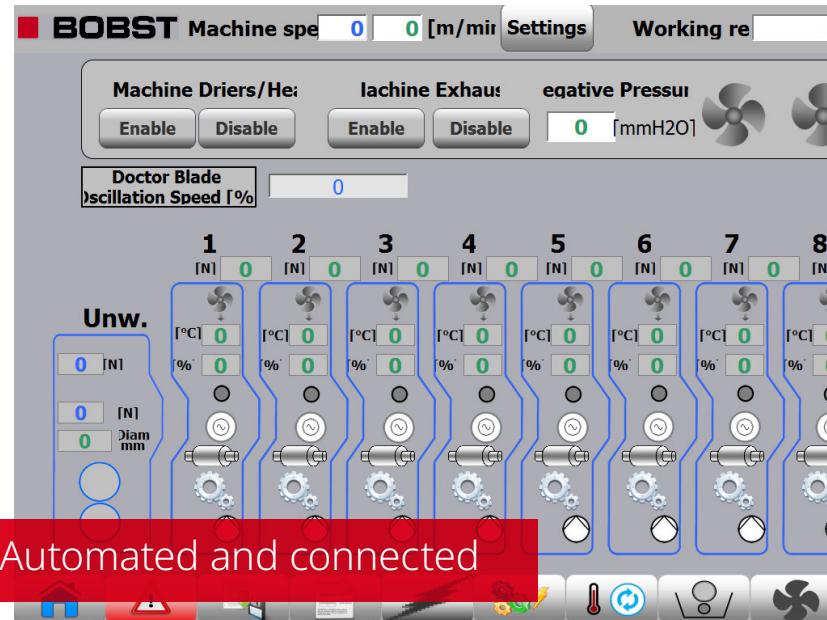 BOBST Machine spe 0 0 [m/min Settings Working re
Machine Driers/Hea lachine Exhaus egative Pressur
Enable Disable Enable Disable 0 [mmH2O]
Doctor Blade
Oscillation Speed [%] 0
1 2 3 4 5 6 7 8
[N] 0 [N] 0 [N] 0 [N] 0 [N] 0 [N] 0 [N] 0 [N
Unw.
[°C] 0 [°C] 0 [°C] 0 [°C] 0 [°C] 0 [°C] 0 [°C] 0 [°C]
0 [N] [% 0 [% 0 [% 0 [% 0 [% 0 [% 0 [% 0 [%
0 [N]
0 Diam
mm
Automated and connected